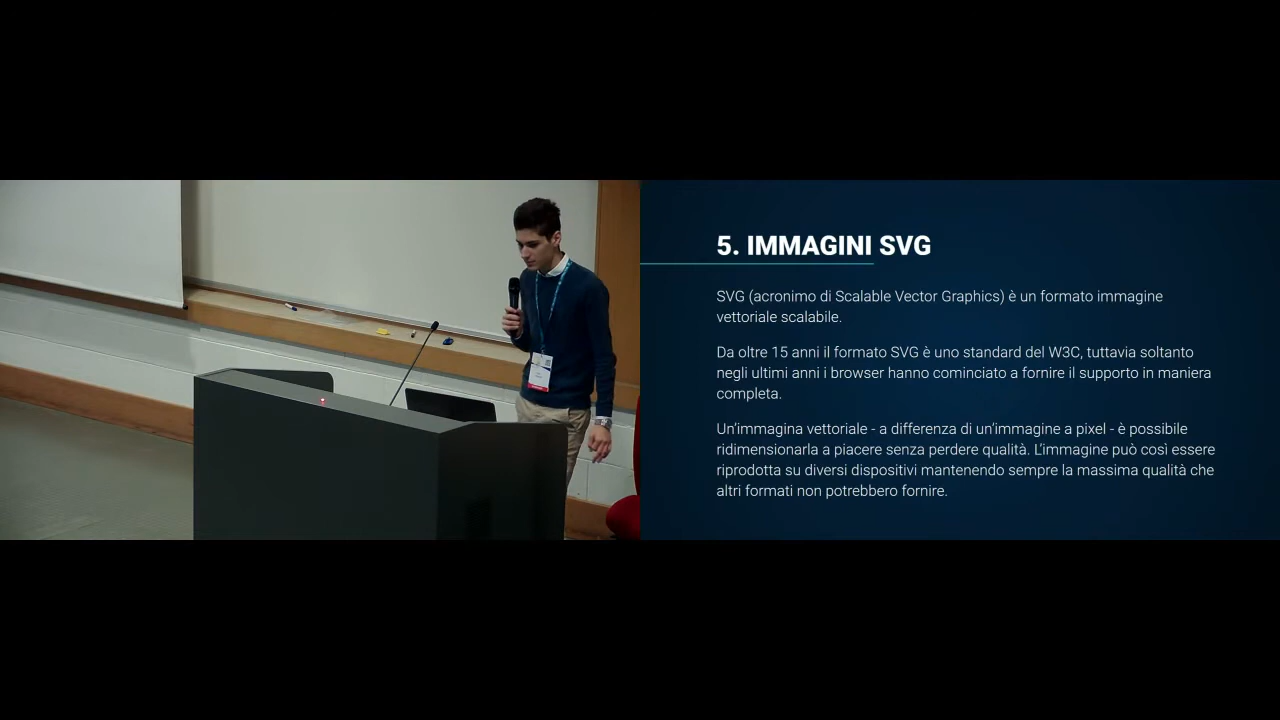 5. IMMAGINI SVG
SVG (acronimo di Scalable Vector Graphics) è un formato immagine
vettoriale scalabile.
Da oltre 15 anni il formato SVG è uno standard del W3C, tuttavia soltanto
negli ultimi anni i browser hanno cominciato a fornire il supporto in maniera
completa.
Un'immagina vettoriale - a differenza di un'immagine a pixel - è possibile
ridimensionarla a piacere senza perdere qualità. L'immagine può così essere
riprodotta su diversi dispositivi mantenendo sempre la massima qualità che
altri formati non potrebbero fornire.